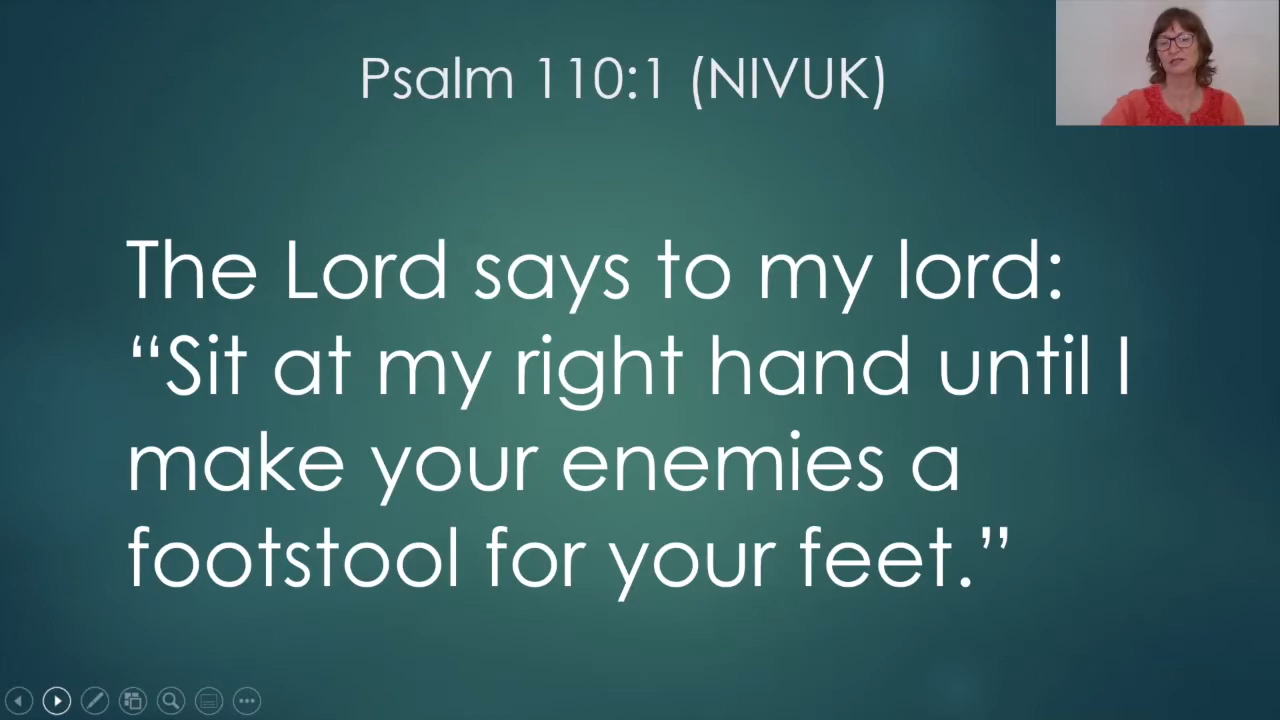 Psalm 110:1 (NIVUK)
The Lord says to my lord:
“Sit at my right hand until I
make your enemies a
footstool for your feet.”